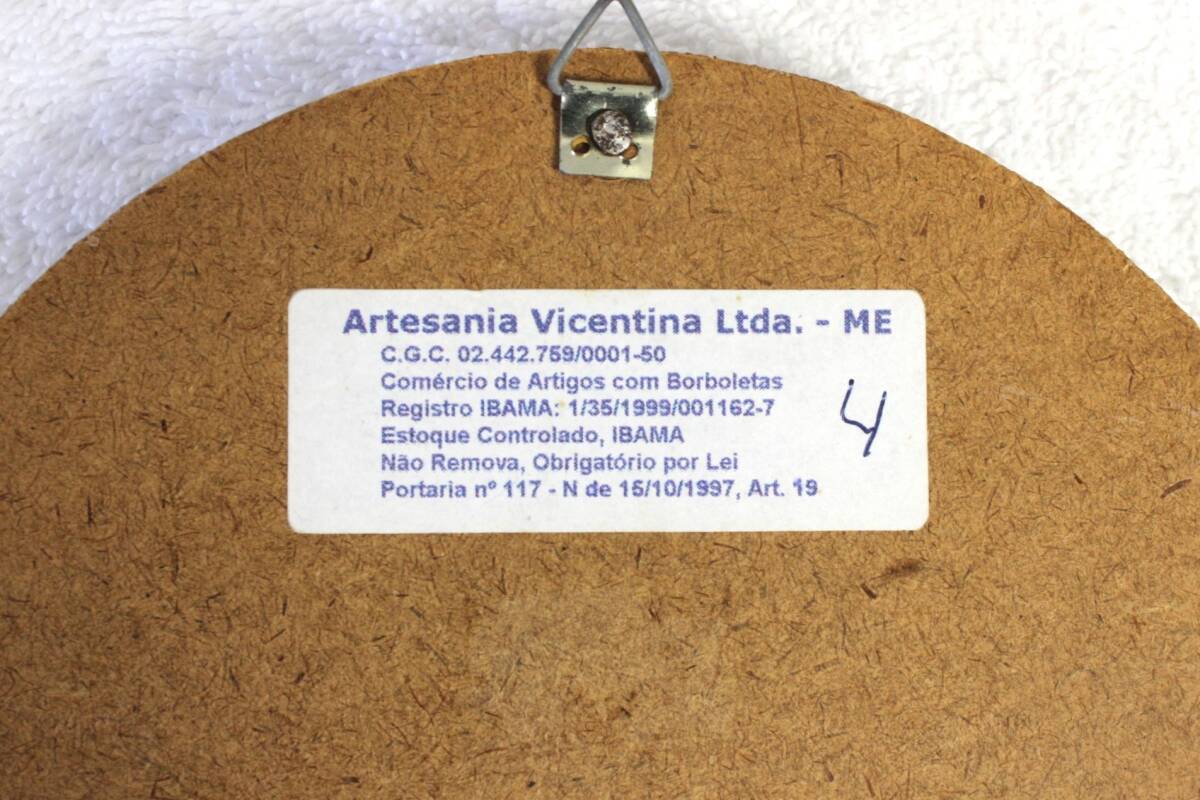 Artesania Vicentina Ltda. - ME
C.G.C. 02.442.759/0001-50
Comércio de Artigos com Borboletas
Registro IBAMA: 1/35/1999/001162-7
Estoque Controlado, IBAMA
Não Remova, Obrigatório por Lei
Portaria nº 117 - N de 15/10/1997, Art. 19
4